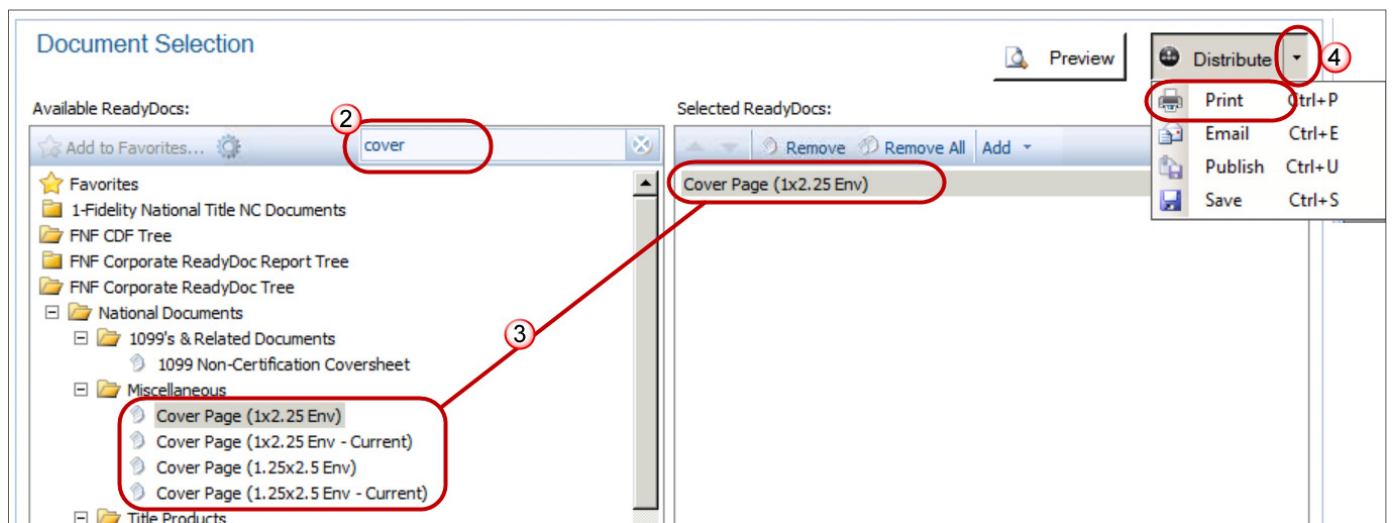 Document Selection
Preview
Distribute
4
Print Ctrl+P
Email Ctrl+E
Publish Ctrl+U
Save Ctrl+S
Available ReadyDocs:
2
Add to Favorites...
cover
Favorites
1-Fidelity National Title NC Documents
FNF CDF Tree
FNF Corporate ReadyDoc Report Tree
FNF Corporate ReadyDoc Tree
National Documents
1099's & Related Documents
1099 Non-Certification Coversheet
Miscellaneous
Cover Page (1x2.25 Env)
Cover Page (1x2.25 Env - Current)
Cover Page (1.25x2.5 Env)
Cover Page (1.25x2.5 Env - Current)
Title Products
3
Selected ReadyDocs:
Remove Remove All Add
Cover Page (1x2.25 Env)